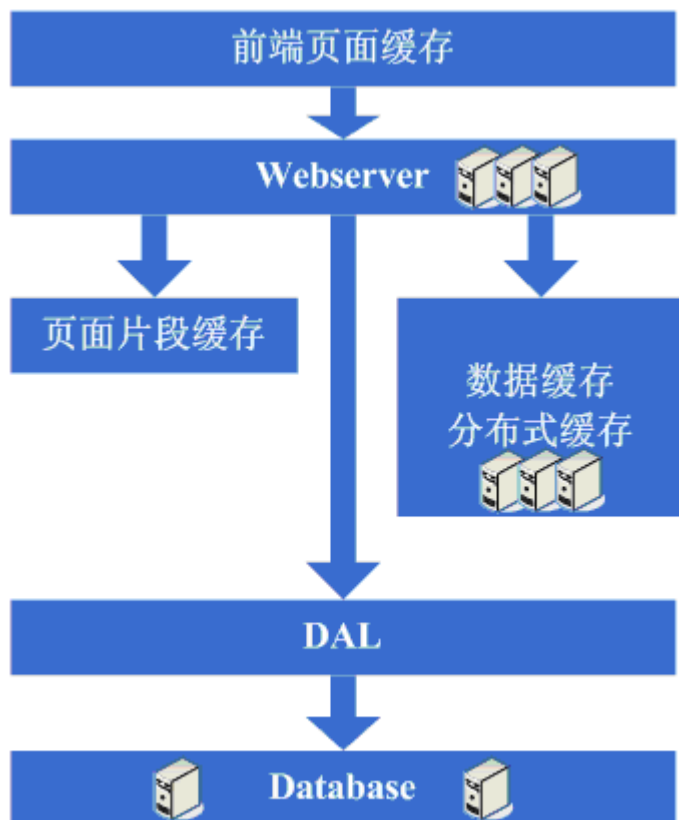 前端页面缓存
Webserver
页面片段缓存
数据缓存
分布式缓存
DAL
Database